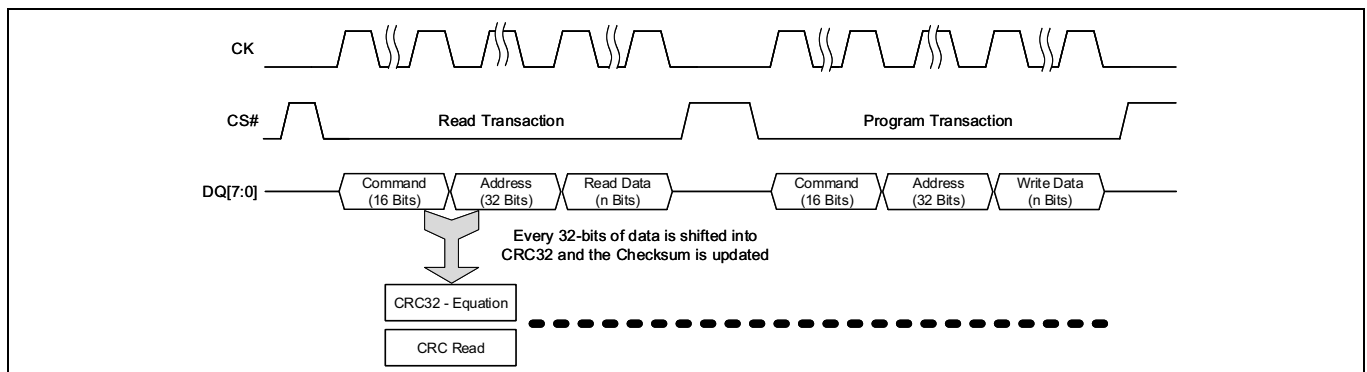 CK
CS#
Read Transaction
Program Transaction
DQ[7:0]
Command
(16 Bits)
Address
(32 Bits)
Read Data
(n Bits)
Command
(16 Bits)
Address
(32 Bits)
Write Data
(n Bits)
Every 32-bits of data is shifted into
CRC32 and the Checksum is updated
CRC32 - Equation
CRC Read